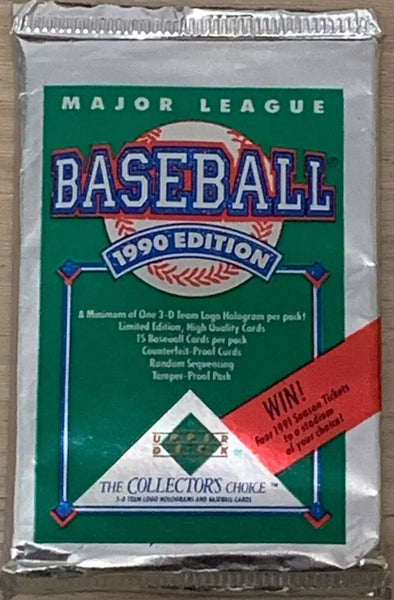 MAJOR LEAGUE
BASEBALL®
1990 EDITION
A Minimum of One 3-D Team Logo Hologram per pack!
Limited Edition, High Quality Cards
15 Baseball Cards per pack
Counterfeit-Proof Cards
Random Sequencing
Tamper-Proof Pack
WIN!
Four 1991 Season Tickets
to a stadium
of your choice!
UPPER
DECK
THE COLLECTOR'S CHOICE™
3-D TEAM LOGO HOLOGRAMS AND BASEBALL CARDS